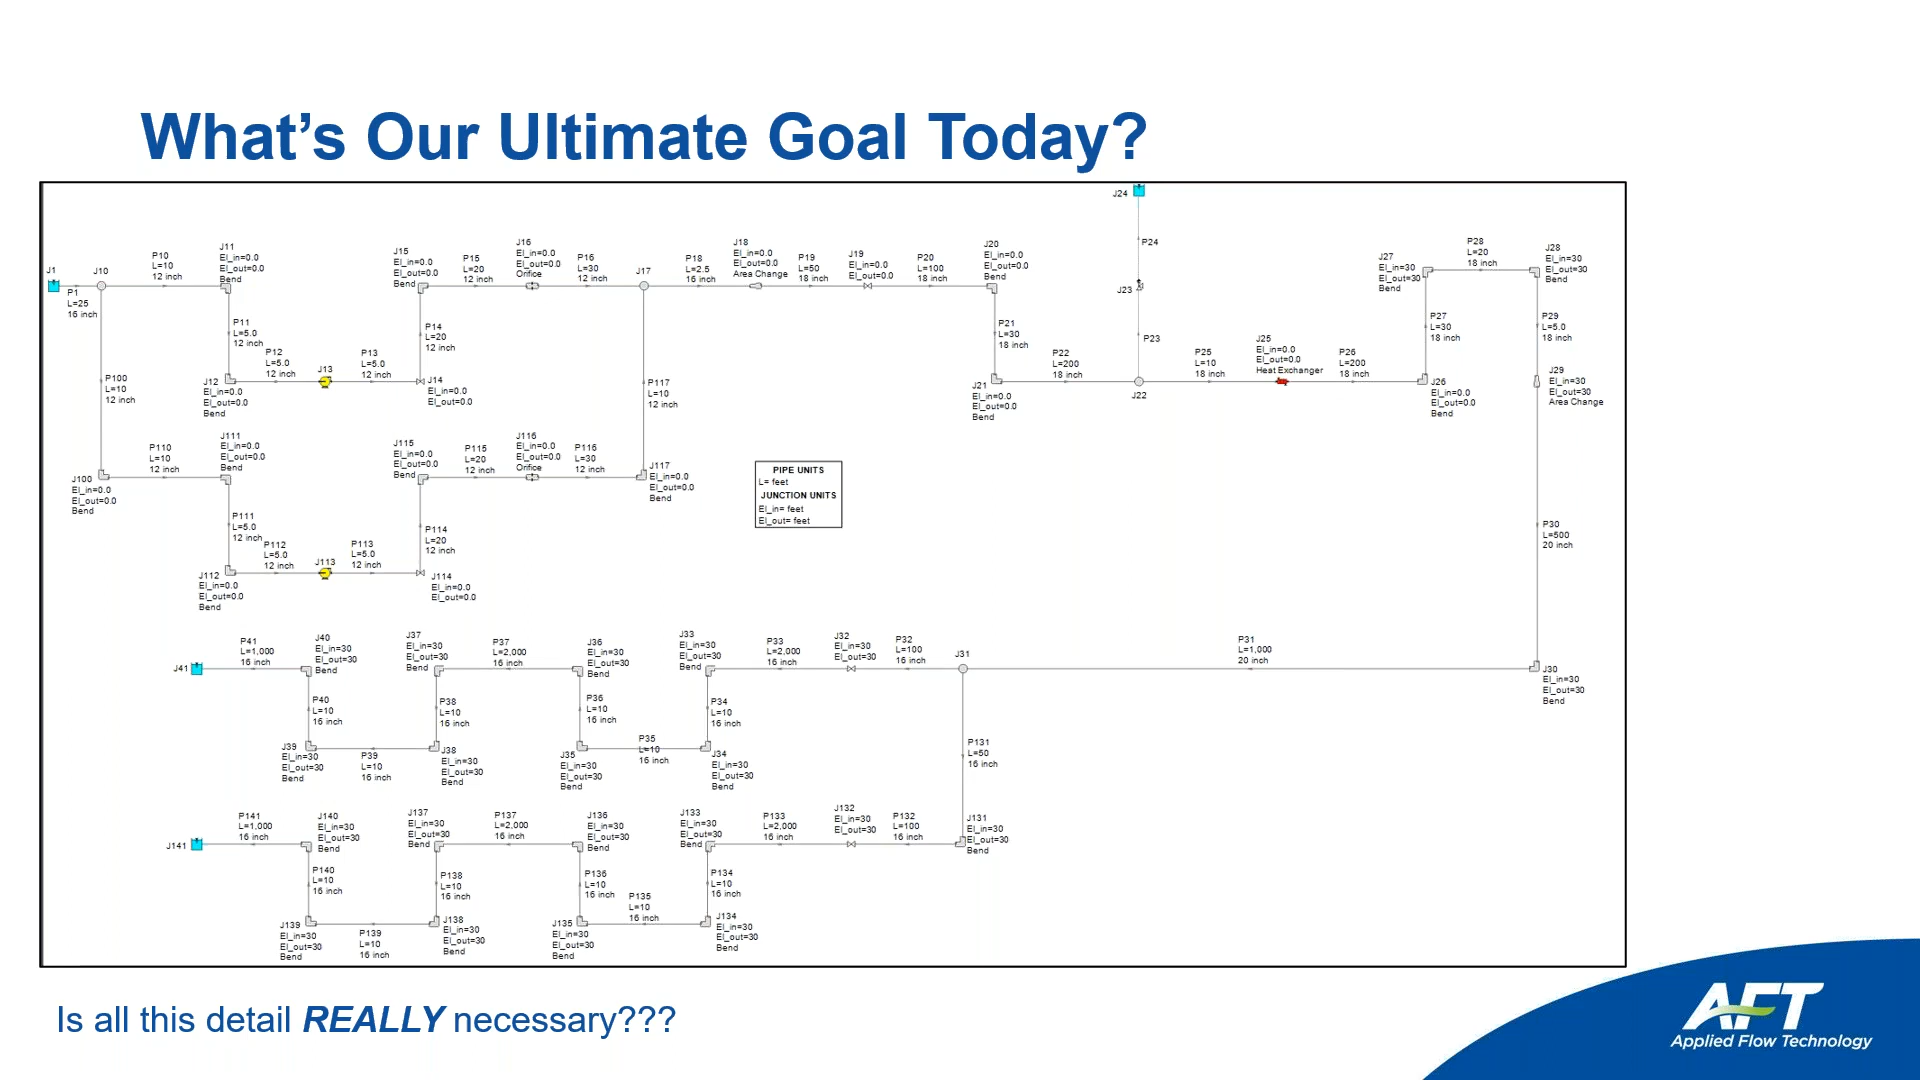 What's Our Ultimate Goal Today?
J24
P24
J23
P23
J1
P1
L=25
16 inch
J10
P10
L=10
12 inch
J11
El_in=0.0
El_out=0.0
Bend
P11
L=5.0
12 inch
J12
El_in=0.0
El_out=0.0
Bend
P12
L=5.0
12 inch
J13
P13
L=5.0
12 inch
J14
El_in=0.0
El_out=0.0
P14
L=20
12 inch
J15
El_in=0.0
El_out=0.0
Bend
P15
L=20
12 inch
J16
El_in=0.0
El_out=0.0
Orifice
P16
L=30
12 inch
J17
P18
L=2.5
16 inch
J18
El_in=0.0
El_out=0.0
Area Change
P19
L=50
18 inch
J19
El_in=0.0
El_out=0.0
P20
L=100
18 inch
J20
El_in=0.0
El_out=0.0
Bend
P21
L=30
18 inch
J21
El_in=0.0
El_out=0.0
Bend
P22
L=200
18 inch
J22
P25
L=10
18 inch
J25
El_in=0.0
El_out=0.0
Heat Exchanger
P26
L=200
18 inch
J26
El_in=0.0
El_out=0.0
Bend
P27
L=30
18 inch
J27
El_in=30
El_out=30
Bend
P28
L=20
18 inch
J28
El_in=30
El_out=30
Bend
P29
L=5.0
18 inch
J29
El_in=30
El_out=30
Area Change
P30
L=500
20 inch
P100
L=10
12 inch
J100
El_in=0.0
El_out=0.0
Bend
P110
L=10
12 inch
J111
El_in=0.0
El_out=0.0
Bend
P111
L=5.0
12 inch
J112
El_in=0.0
El_out=0.0
Bend
P112
L=5.0
12 inch
J113
P113
L=5.0
12 inch
J114
El_in=0.0
El_out=0.0
P114
L=20
12 inch
J115
El_in=0.0
El_out=0.0
Bend
P115
L=20
12 inch
J116
El_in=0.0
El_out=0.0
Orifice
P116
L=30
12 inch
J117
El_in=0.0
El_out=0.0
Bend
P117
L=10
12 inch
PIPE UNITS
L= feet
JUNCTION UNITS
El_in= feet
El_out= feet
J41
P41
L=1,000
16 inch
J40
El_in=30
El_out=30
Bend
P40
L=10
16 inch
J39
El_in=30
El_out=30
Bend
P39
L=10
16 inch
J38
El_in=30
El_out=30
Bend
P38
L=10
16 inch
J37
El_in=30
El_out=30
Bend
P37
L=2,000
16 inch
J36
El_in=30
El_out=30
Bend
P36
L=10
16 inch
J35
El_in=30
El_out=30
Bend
P35
L=10
16 inch
J34
El_in=30
El_out=30
Bend
P34
L=10
16 inch
J33
El_in=30
El_out=30
Bend
P33
L=2,000
16 inch
J32
El_in=30
El_out=30
P32
L=100
16 inch
J31
P31
L=1,000
20 inch
J30
El_in=30
El_out=30
Bend
P131
L=50
16 inch
J131
El_in=30
El_out=30
Bend
J141
P141
L=1,000
16 inch
J140
El_in=30
El_out=30
Bend
P140
L=10
16 inch
J139
El_in=30
El_out=30
Bend
P139
L=10
16 inch
J138
El_in=30
El_out=30
Bend
P138
L=10
16 inch
J137
El_in=30
El_out=30
Bend
P137
L=2,000
16 inch
J136
El_in=30
El_out=30
Bend
P136
L=10
16 inch
J135
El_in=30
El_out=30
Bend
P135
L=10
16 inch
J134
El_in=30
El_out=30
Bend
P134
L=10
16 inch
J133
El_in=30
El_out=30
Bend
P133
L=2,000
16 inch
J132
El_in=30
El_out=30
P132
L=100
16 inch
Is all this detail REALLY necessary???
AFT
Applied Flow Technology